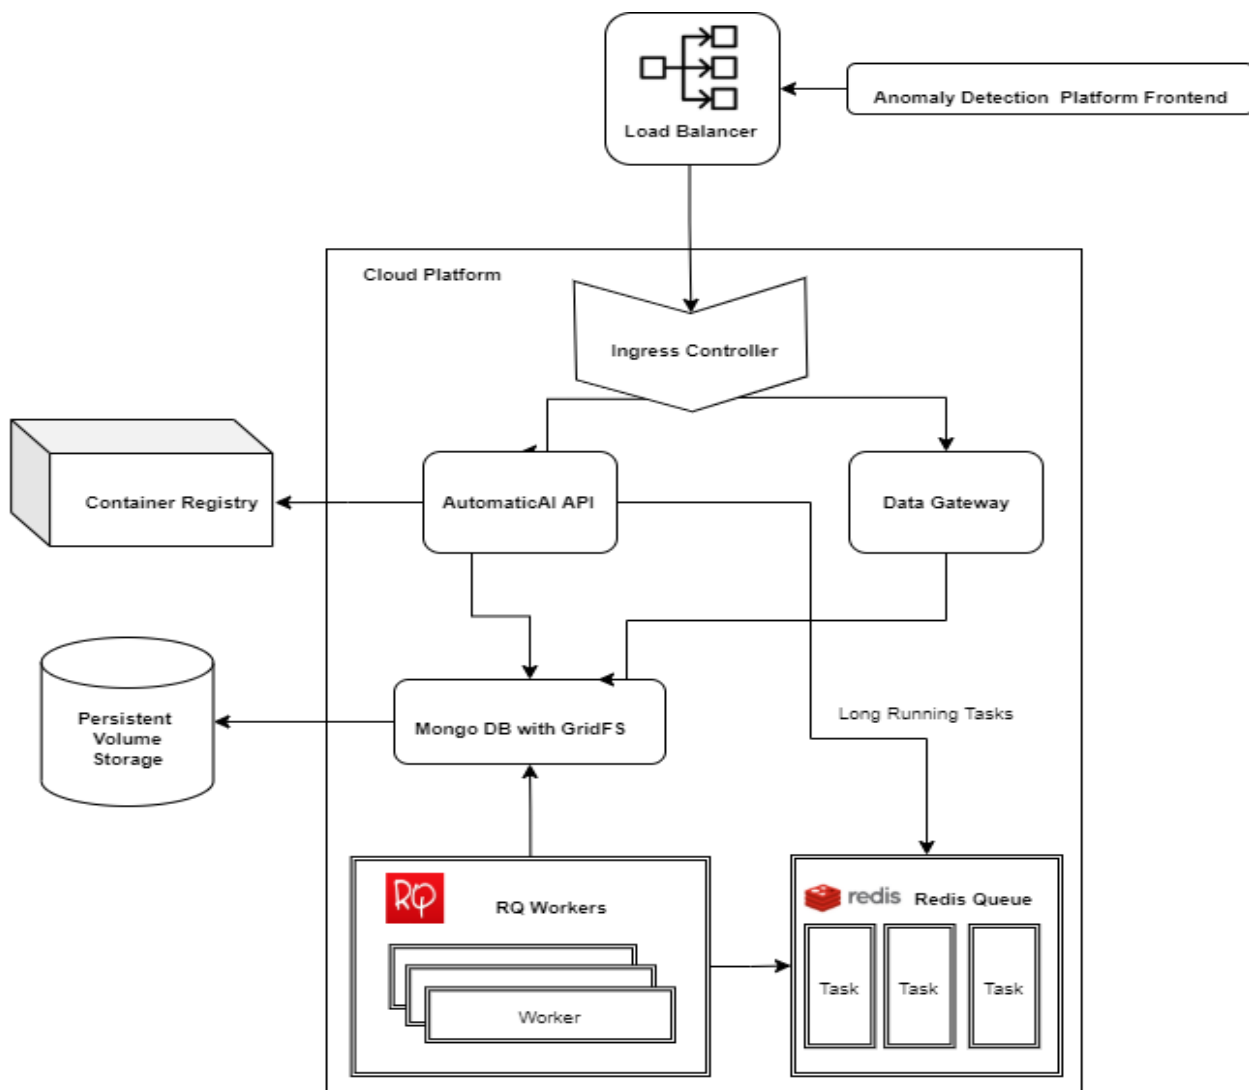 Load Balancer
Anomaly Detection Platform Frontend
Cloud Platform
Ingress Controller
Container Registry
AutomaticAI API
Data Gateway
Persistent
Volume
Storage
Mongo DB with GridFS
Long Running Tasks
RQ
RQ Workers
Worker
redis
Redis Queue
Task
Task
Task